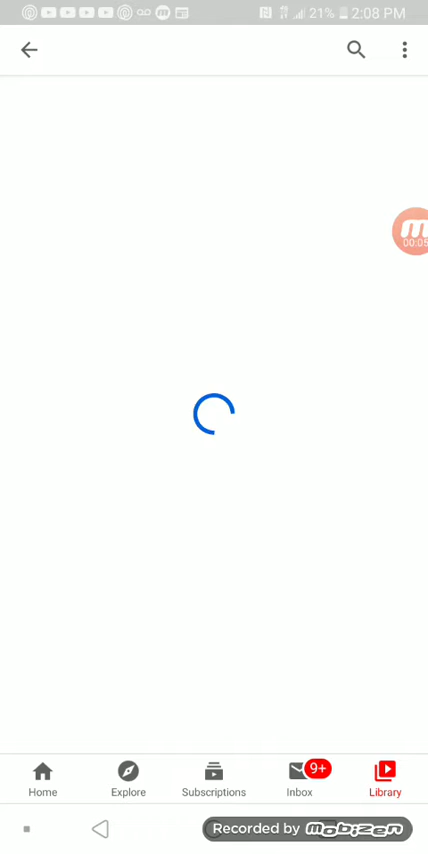 21% 2:08 PM
m
00:05
9+
Home Explore Subscriptions Inbox Library
Recorded by mobizen